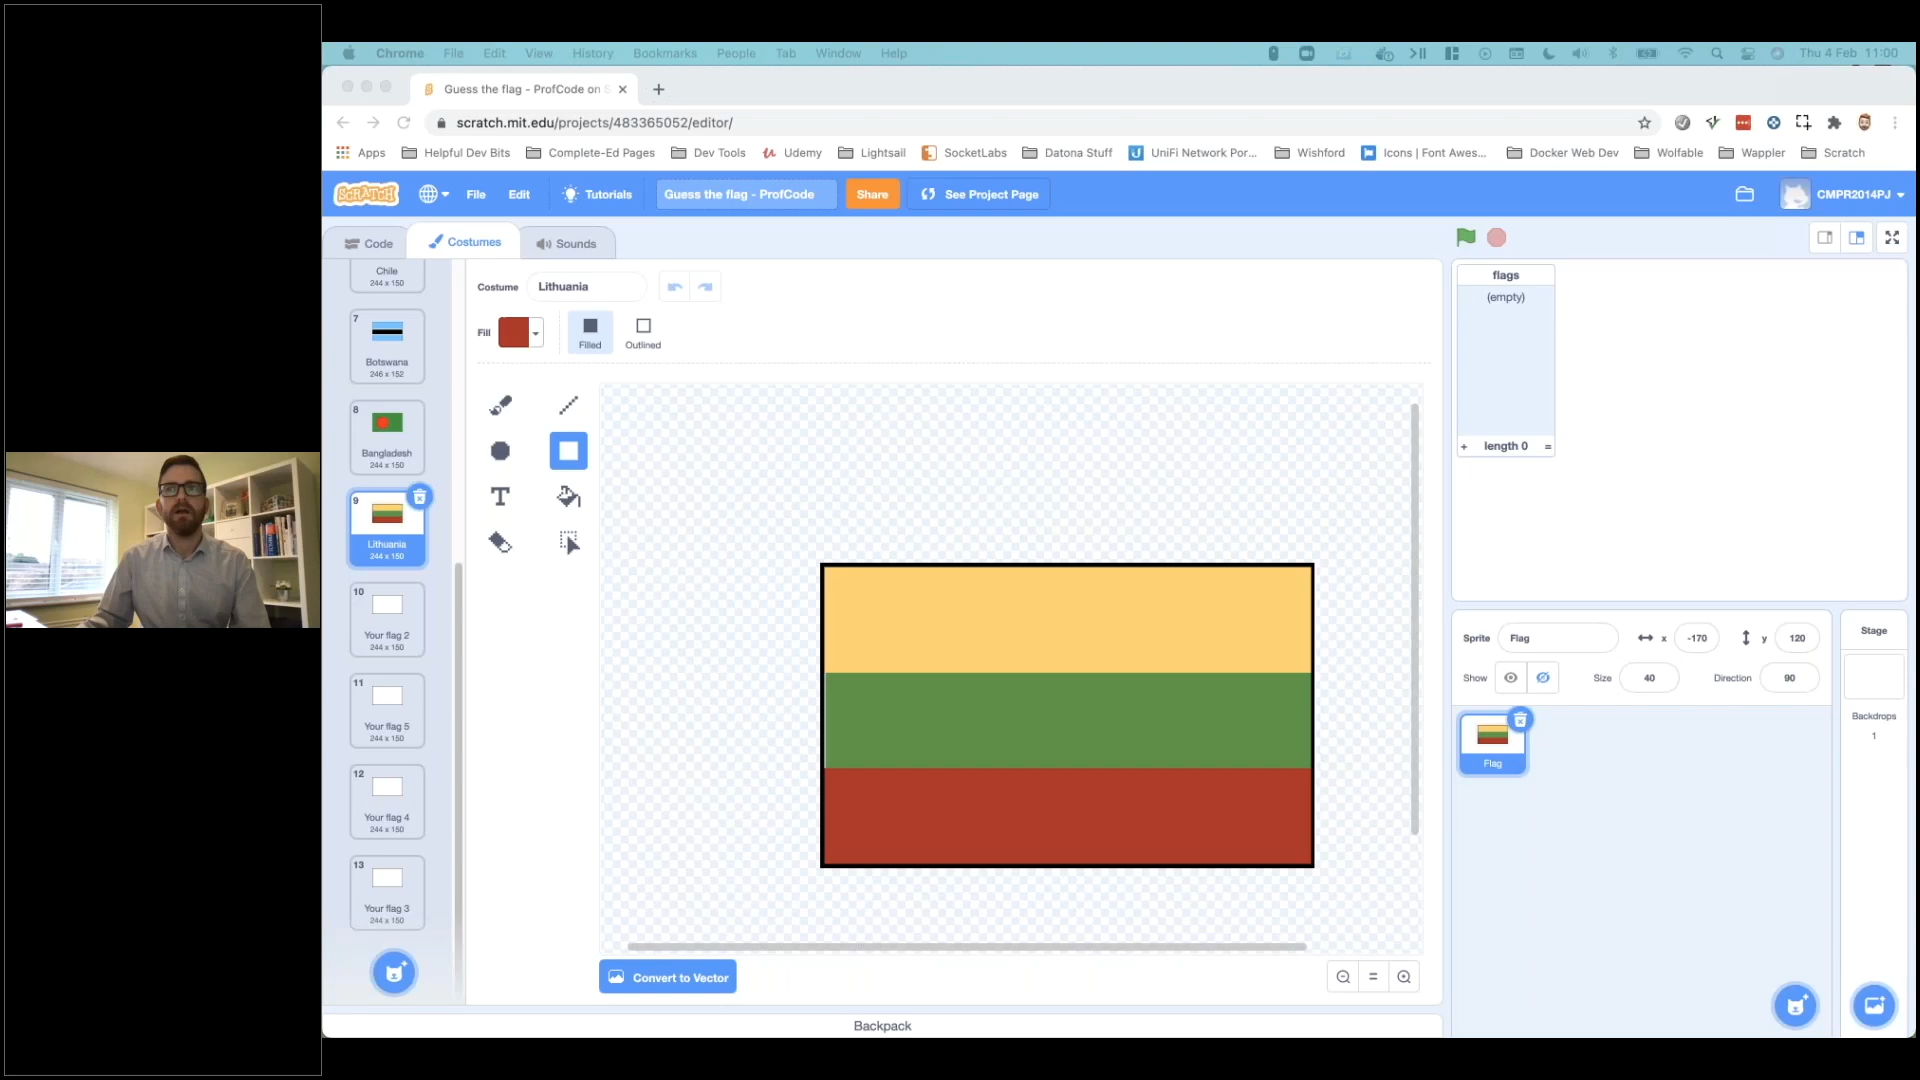 Chrome File Edit View History Bookmarks People Tab Window Help Thu 4 Feb 11:00
Guess the flag - ProfCode on S
scratch.mit.edu/projects/483365052/editor/
Apps Helpful Dev Bits Complete-Ed Pages Dev Tools Udemy Lightsail SocketLabs Datona Stuff UniFi Network Por... Wishford Icons | Font Awes... Docker Web Dev Wolfable Wappler Scratch
SCRATCH File Edit Tutorials Guess the flag - ProfCode Share See Project Page CMPR2014PJ
Code Costumes Sounds
Chile
244 x 150
7
Botswana
246 x 152
8
Bangladesh
244 x 150
9
Lithuania
244 x 150
10
Your flag 2
244 x 150
11
Your flag 5
244 x 150
12
Your flag 4
244 x 150
13
Your flag 3
244 x 150
Costume Lithuania
Fill Filled Outlined
T
Convert to Vector
Backpack
flags
(empty)
+ length 0 =
Sprite Flag x -170 y 120
Show Size 40 Direction 90
Flag
Stage
Backdrops
1